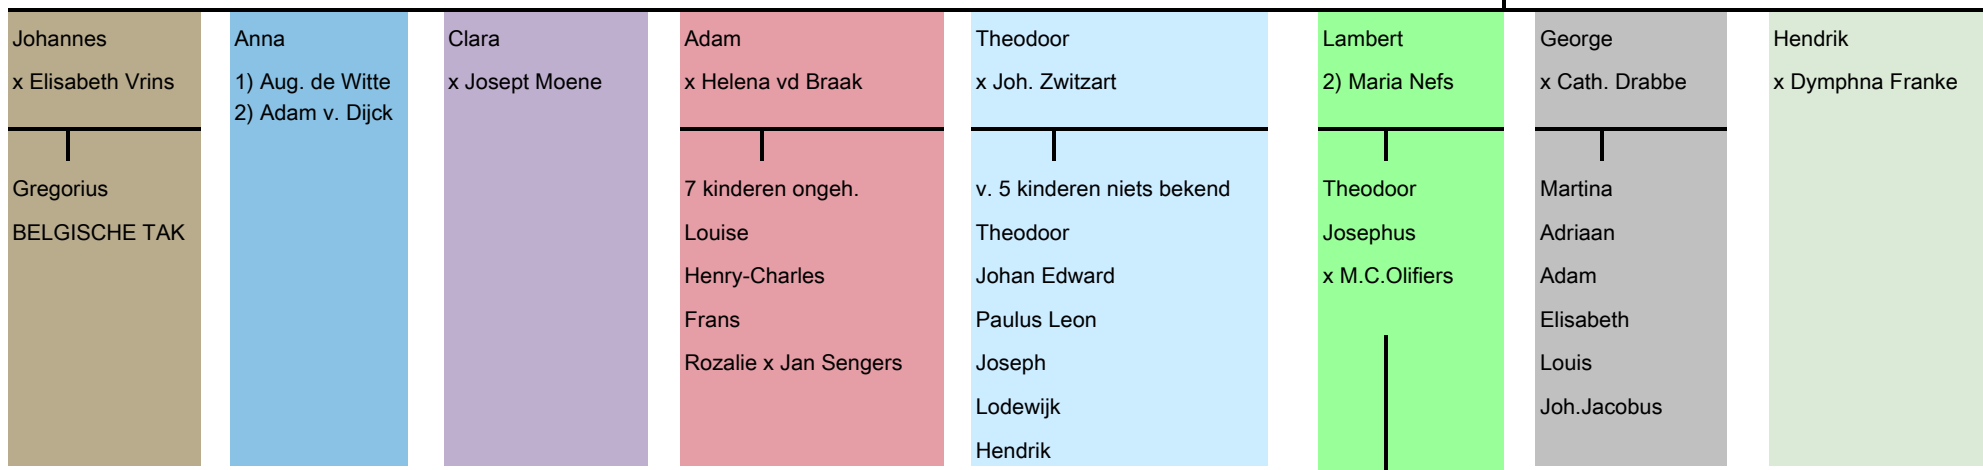 Johannes
x Elisabeth Vrins
Gregorius
BELGISCHE TAK
Anna
1) Aug. de Witte
2) Adam v. Dijck
Clara
x Josept Moene
Adam
x Helena vd Braak
7 kinderen ongeh.
Louise
Henry-Charles
Frans
Rozalie x Jan Sengers
Theodoor
x Joh. Zwitzart
v. 5 kinderen niets bekend
Theodoor
Johan Edward
Paulus Leon
Joseph
Lodewijk
Hendrik
Lambert
2) Maria Nefs
Theodoor
Josephus
x M.C.Olifiers
George
x Cath. Drabbe
Martina
Adriaan
Adam
Elisabeth
Louis
Joh.Jacobus
Hendrik
x Dymphna Franke